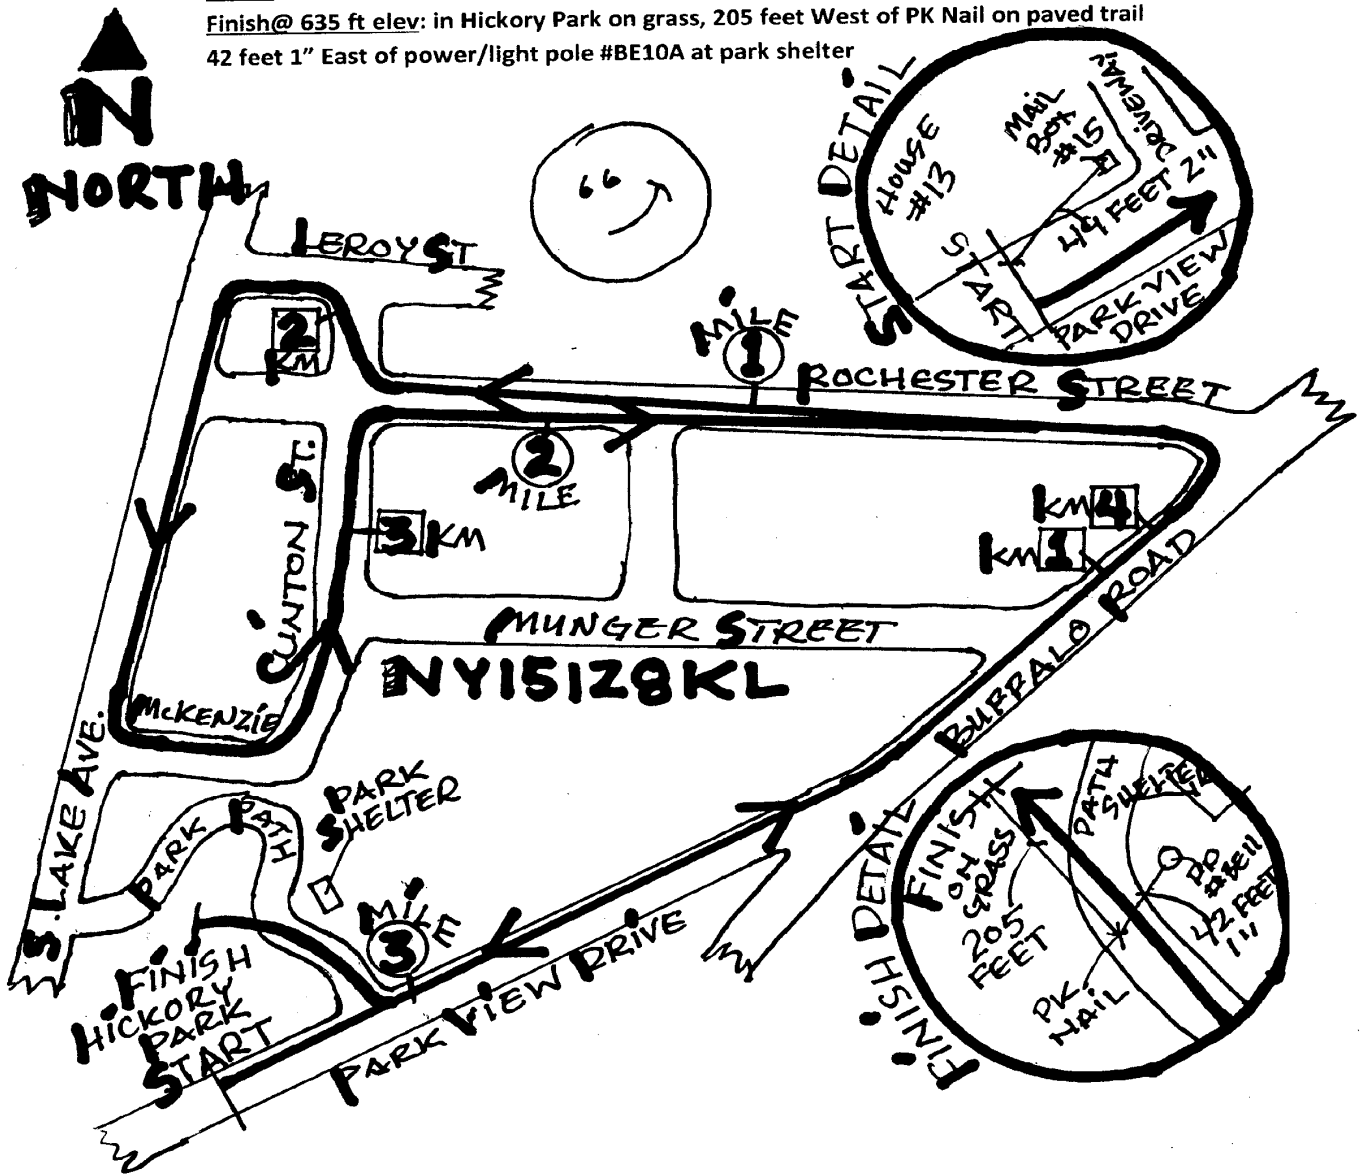 Finish@ 635 ft elev: in Hickory Park on grass, 205 feet West of PK Nail on paved trail
42 feet 1” East of power/light pole #BE10A at park shelter
N
NORTH
LEROY ST
START DETAIL
HOUSE
#13
MAIL
BOX
#15
DRIVEWAY
49 FEET 2"
START
PARK VIEW
DRIVE
2
KM
MILE
1
ROCHESTER STREET
2
MILE
CLINTON ST.
3 KM
KM 4
KM 1
MUNGER STREET
NY15128KL
MCKENZIE
BUFFALO ROAD
S. LAKE AVE.
PARK PATH
PARK
SHELTER
MILE
3
FINISH
HICKORY
PARK
START
PARK VIEW DRIVE
FINISH DETAIL
FINISH
ON
GRASS
205
FEET
PATH
SHELTER
PP
#BE11
42 FEET
1"
PK
NAIL